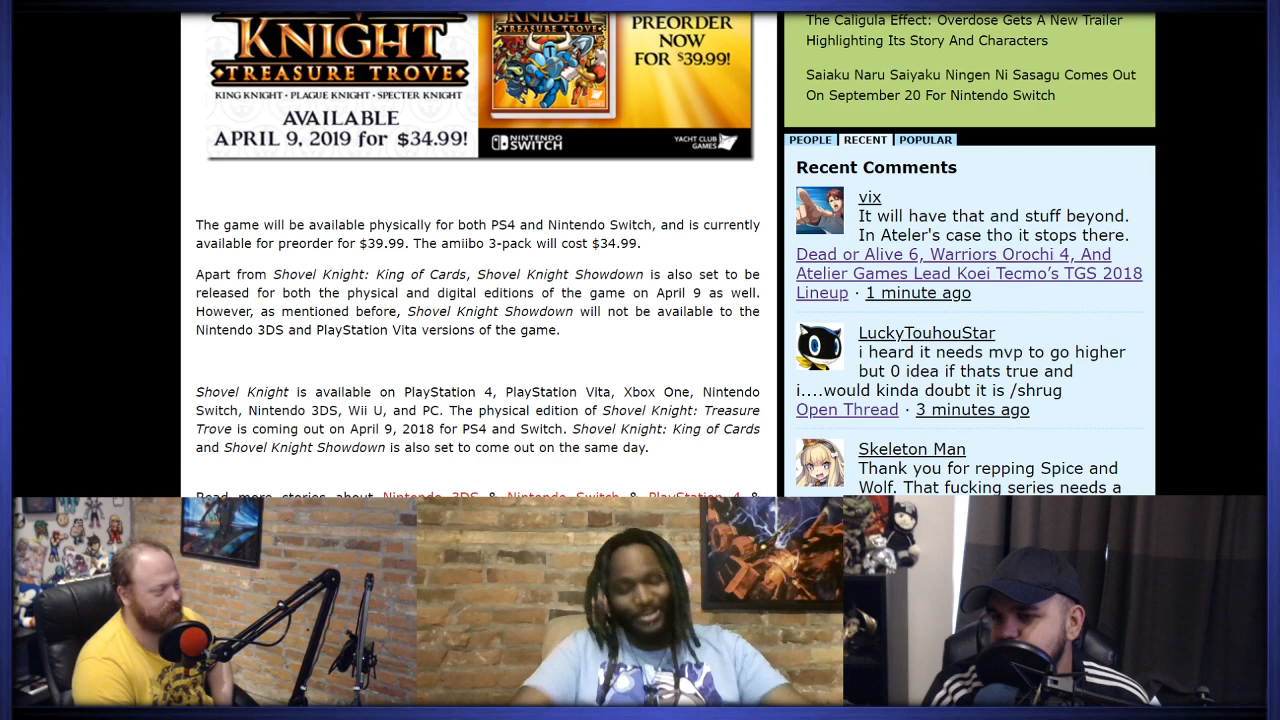 KNIGHT
TREASURE TROVE
KING KNIGHT • PLAGUE KNIGHT • SPECTER KNIGHT
AVAILABLE
APRIL 9, 2019 for $34.99!
KNIGHT
TREASURE TROVE
PREORDER
NOW
FOR $39.99!
NINTENDO
SWITCH
YACHT CLUB
GAMES
The game will be available physically for both PS4 and Nintendo Switch, and is currently
available for preorder for $39.99. The amiibo 3-pack will cost $34.99.
Apart from Shovel Knight: King of Cards, Shovel Knight Showdown is also set to be
released for both the physical and digital editions of the game on April 9 as well.
However, as mentioned before, Shovel Knight Showdown will not be available to the
Nintendo 3DS and PlayStation Vita versions of the game.
Shovel Knight is available on PlayStation 4, PlayStation Vita, Xbox One, Nintendo
Switch, Nintendo 3DS, Wii U, and PC. The physical edition of Shovel Knight: Treasure
Trove is coming out on April 9, 2018 for PS4 and Switch. Shovel Knight: King of Cards
and Shovel Knight Showdown is also set to come out on the same day.
Read more stories about Nintendo 3DS & Nintendo Switch & PlayStation 4 &
The Caligula Effect: Overdose Gets A New Trailer
Highlighting Its Story And Characters
Saiaku Naru Saiyaku Ningen Ni Sasagu Comes Out
On September 20 For Nintendo Switch
PEOPLE RECENT POPULAR
Recent Comments
vix
It will have that and stuff beyond.
In Ateler's case tho it stops there.
Dead or Alive 6, Warriors Orochi 4, And
Atelier Games Lead Koei Tecmo's TGS 2018
Lineup · 1 minute ago
LuckyTouhouStar
i heard it needs mvp to go higher
but 0 idea if thats true and
i....would kinda doubt it is /shrug
Open Thread · 3 minutes ago
Skeleton Man
Thank you for repping Spice and
Wolf. That fucking series needs a